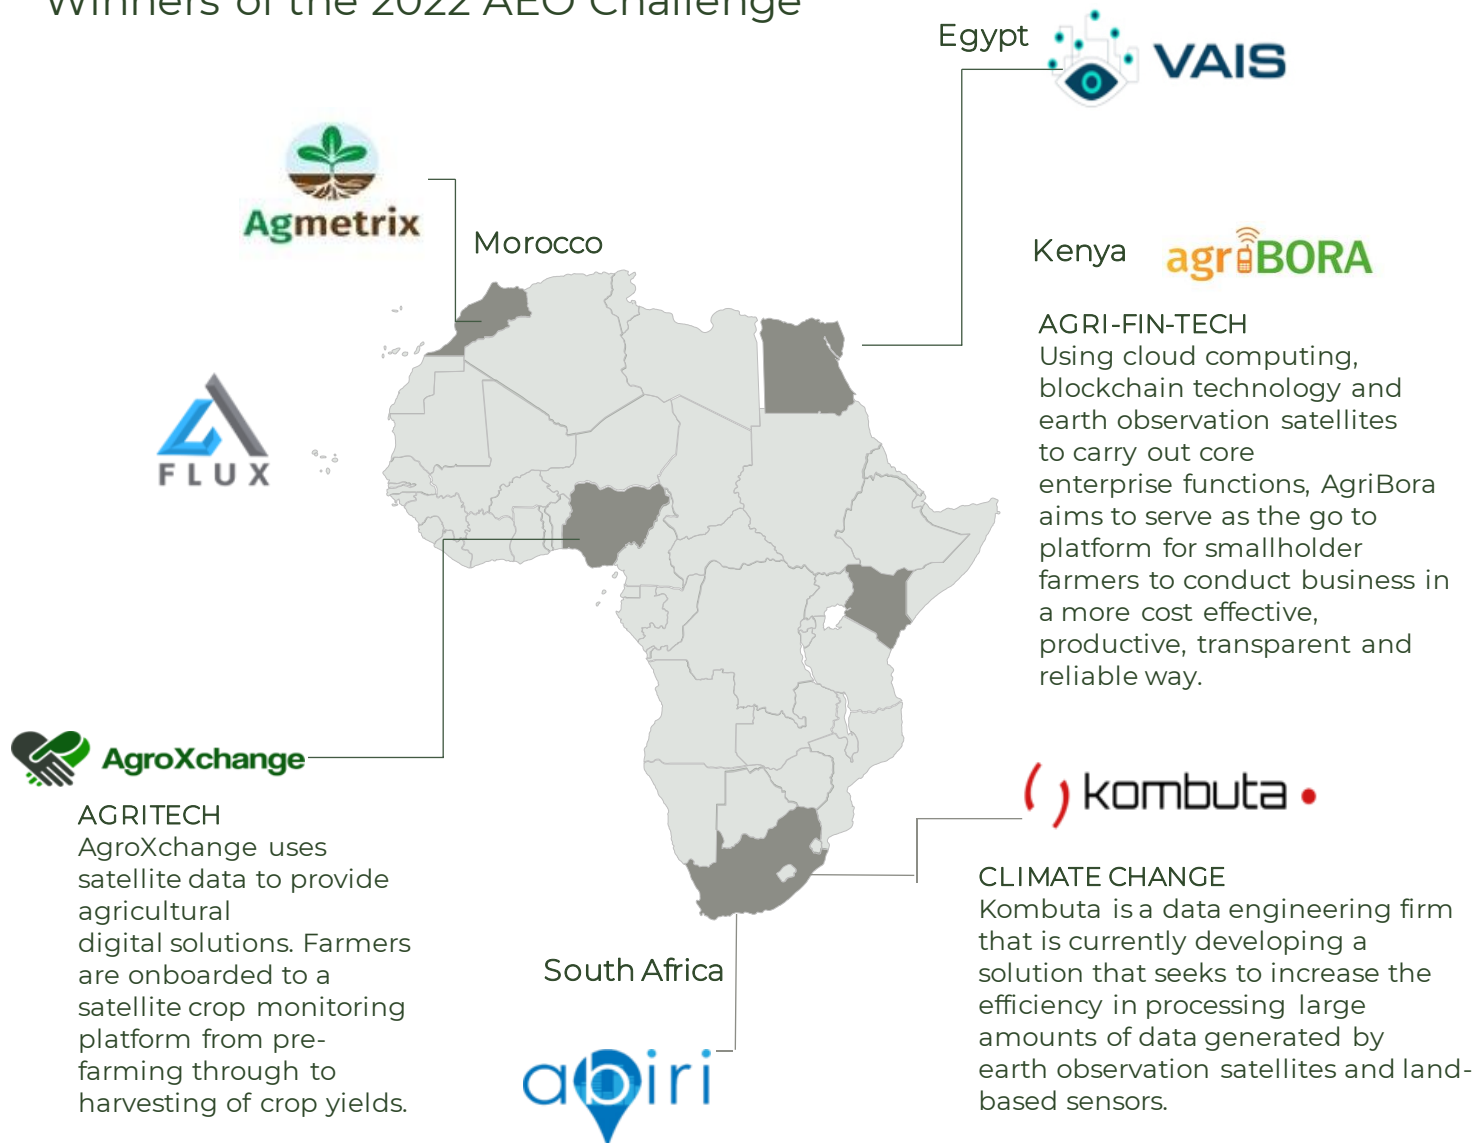 Winners of the 2022 AEO Challenge
Egypt
VAIS
Agmetrix
Morocco
Kenya
agriBORA
AGRI-FIN-TECH
Using cloud computing,
blockchain technology and
earth observation satellites
to carry out core
enterprise functions, AgriBora
aims to serve as the go to
platform for smallholder
farmers to conduct business in
a more cost effective,
productive, transparent and
reliable way.
FLUX
AgroXchange
AGRITECH
AgroXchange uses
satellite data to provide
agricultural
digital solutions. Farmers
are onboarded to a
satellite crop monitoring
platform from pre-
farming through to
harvesting of crop yields.
kombuta
CLIMATE CHANGE
Kombuta is a data engineering firm
that is currently developing a
solution that seeks to increase the
efficiency in processing large
amounts of data generated by
earth observation satellites and land-
based sensors.
South Africa
abiri